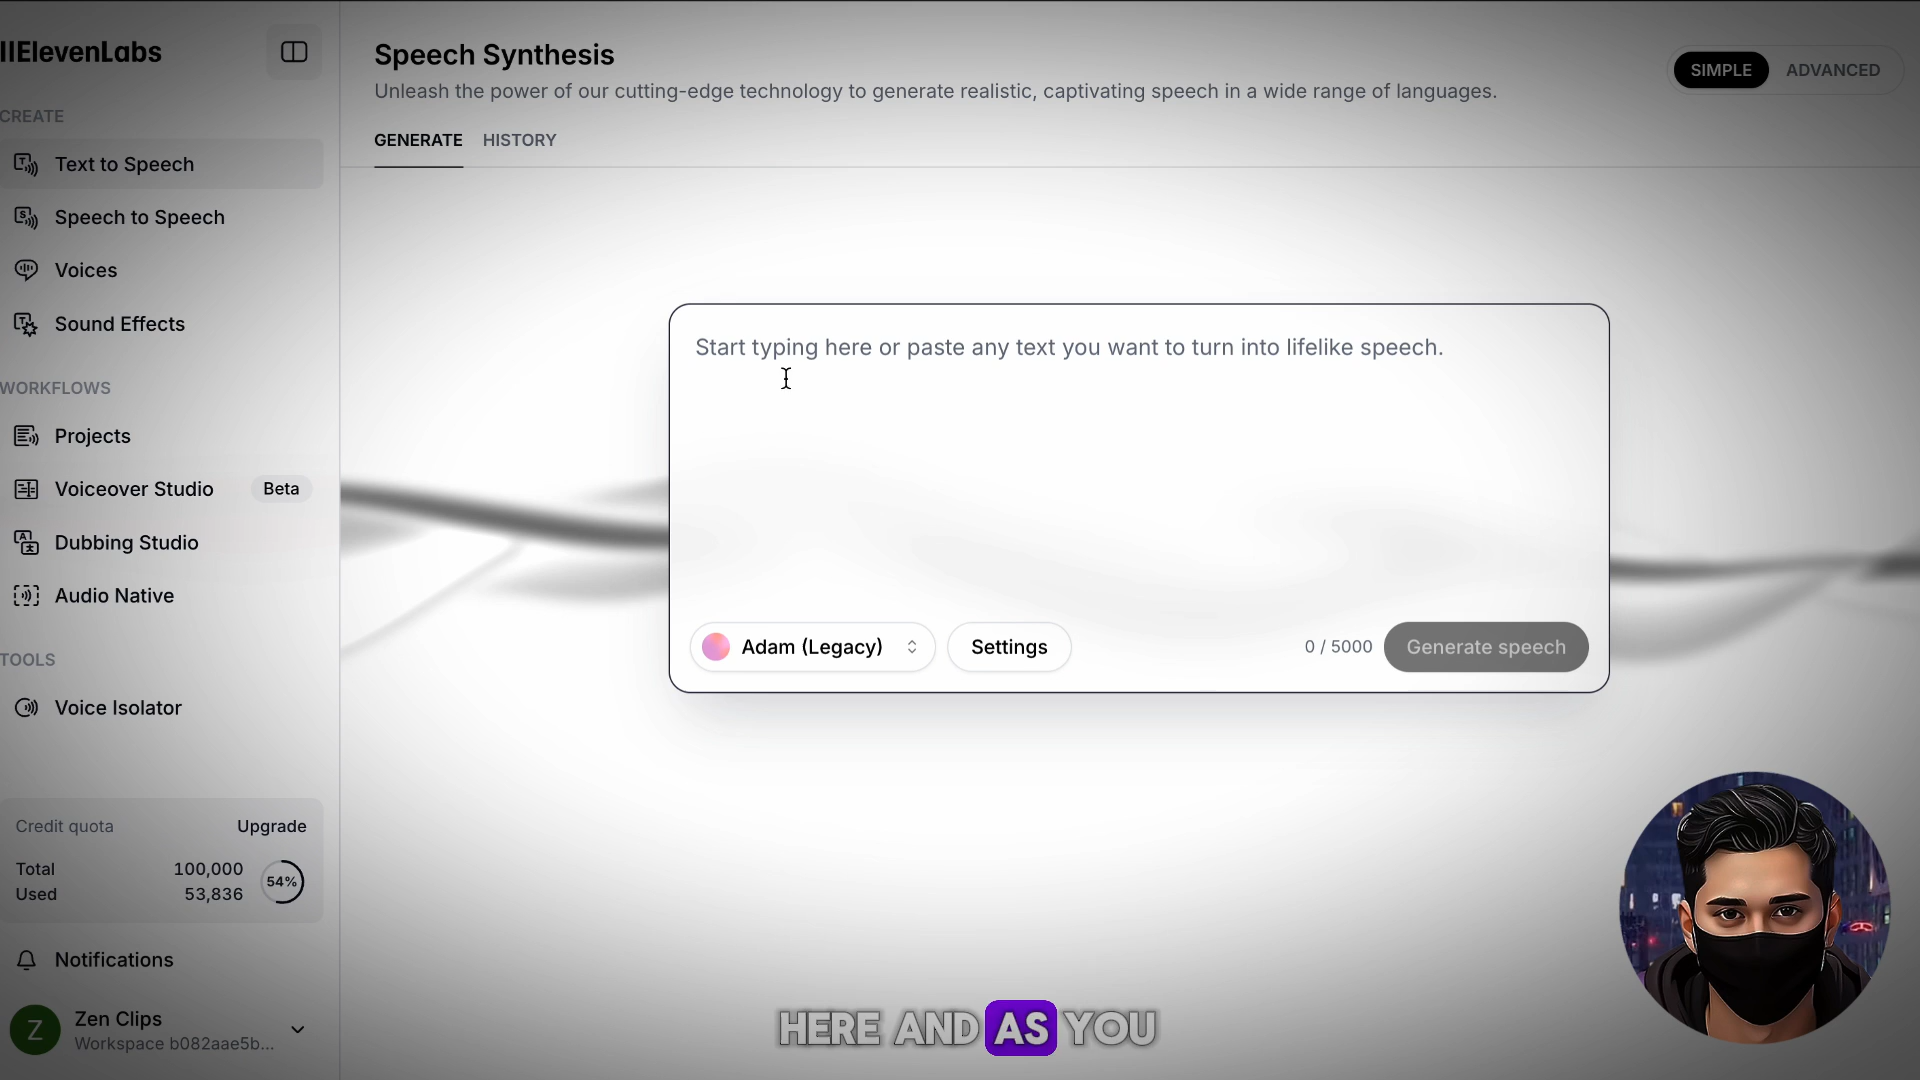 IIElevenLabs
CREATE
Text to Speech
Speech to Speech
Voices
Sound Effects
WORKFLOWS
Projects
Voiceover Studio Beta
Dubbing Studio
Audio Native
TOOLS
Voice Isolator
Credit quota Upgrade
Total 100,000
Used 53,836
54%
Notifications
Z
Zen Clips
Workspace b082aae5b...
Speech Synthesis
Unleash the power of our cutting-edge technology to generate realistic, captivating speech in a wide range of languages.
SIMPLE ADVANCED
GENERATE HISTORY
Start typing here or paste any text you want to turn into lifelike speech.
Adam (Legacy) Settings 0 / 5000 Generate speech
HERE AND AS YOU